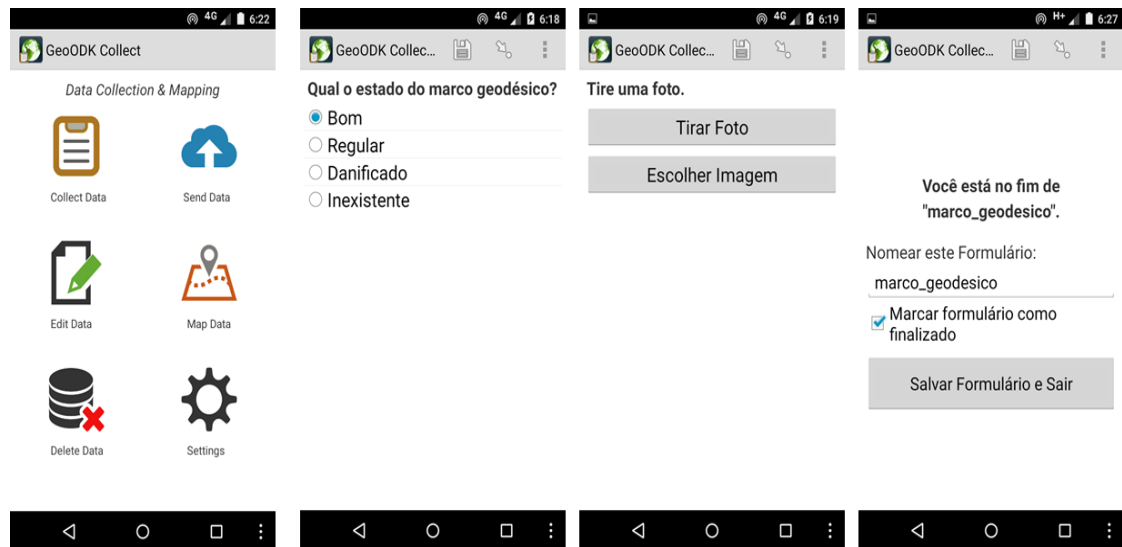 4G 6:22
GeoODK Collect
Data Collection & Mapping
Collect Data
Send Data
Edit Data
Map Data
Delete Data
Settings
4G 6:18
GeoODK Collec...
Qual o estado do marco geodésico?
Bom
Regular
Danificado
Inexistente
4G 6:19
GeoODK Collec...
Tire uma foto.
Tirar Foto
Escolher Imagem
H+ 6:27
GeoODK Collec...
Você está no fim de
"marco_geodesico".
Nomear este Formulário:
marco_geodesico
Marcar formulário como
finalizado
Salvar Formulário e Sair